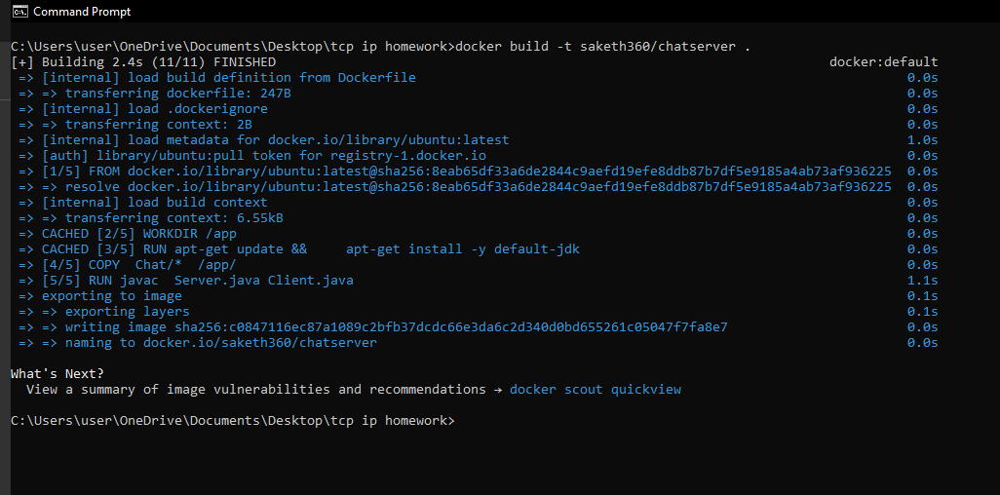 Command Prompt
C:\Users\user\OneDrive\Documents\Desktop\tcp ip homework>docker build -t saketh360/chatserver .
[+] Building 2.4s (11/11) FINISHED docker:default
=> [internal] load build definition from Dockerfile 0.0s
=> => transferring dockerfile: 247B 0.0s
=> [internal] load .dockerignore 0.0s
=> => transferring context: 2B 0.0s
=> [internal] load metadata for docker.io/library/ubuntu:latest 1.0s
=> [auth] library/ubuntu:pull token for registry-1.docker.io 0.0s
=> [1/5] FROM docker.io/library/ubuntu:latest@sha256:8eab65df33a6de2844c9aefd19efe8ddb87b7df5e9185a4ab73af936225 0.0s
=> => resolve docker.io/library/ubuntu:latest@sha256:8eab65df33a6de2844c9aefd19efe8ddb87b7df5e9185a4ab73af936225 0.0s
=> [internal] load build context 0.0s
=> => transferring context: 6.55kB 0.0s
=> CACHED [2/5] WORKDIR /app 0.0s
=> CACHED [3/5] RUN apt-get update &&     apt-get install -y default-jdk 0.0s
=> [4/5] COPY  Chat/*  /app/ 0.0s
=> [5/5] RUN javac  Server.java Client.java 1.1s
=> exporting to image 0.1s
=> => exporting layers 0.1s
=> => writing image sha256:c0847116ec87a1089c2bfb37dcdc66e3da6c2d340d0bd655261c05047f7fa8e7 0.0s
=> => naming to docker.io/saketh360/chatserver 0.0s
What's Next?
View a summary of image vulnerabilities and recommendations → docker scout quickview
C:\Users\user\OneDrive\Documents\Desktop\tcp ip homework>